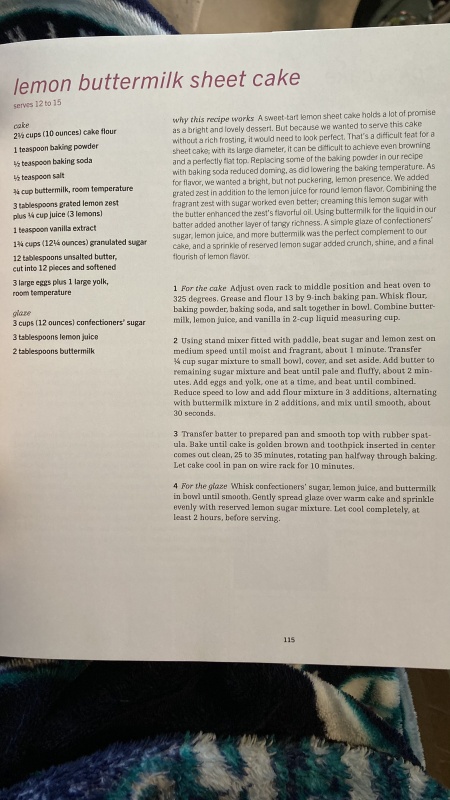 lemon buttermilk sheet cake
serves 12 to 15
cake
2½ cups (10 ounces) cake flour
1 teaspoon baking powder
½ teaspoon baking soda
½ teaspoon salt
¾ cup buttermilk, room temperature
3 tablespoons grated lemon zest
plus ¼ cup juice (3 lemons)
1 teaspoon vanilla extract
1¾ cups (12¼ ounces) granulated sugar
12 tablespoons unsalted butter,
cut into 12 pieces and softened
3 large eggs plus 1 large yolk,
room temperature
glaze
3 cups (12 ounces) confectioners' sugar
3 tablespoons lemon juice
2 tablespoons buttermilk
why this recipe works A sweet-tart lemon sheet cake holds a lot of promise
as a bright and lovely dessert. But because we wanted to serve this cake
without a rich frosting, it would need to look perfect. That's a difficult feat for a
sheet cake; with its large diameter, it can be difficult to achieve even browning
and a perfectly flat top. Replacing some of the baking powder in our recipe
with baking soda reduced doming, as did lowering the baking temperature. As
for flavor, we wanted a bright, but not puckering, lemon presence. We added
grated zest in addition to the lemon juice for round lemon flavor. Combining the
fragrant zest with sugar worked even better; creaming this lemon sugar with
the butter enhanced the zest's flavorful oil. Using buttermilk for the liquid in our
batter added another layer of tangy richness. A simple glaze of confectioners'
sugar, lemon juice, and more buttermilk was the perfect complement to our
cake, and a sprinkle of reserved lemon sugar added crunch, shine, and a final
flourish of lemon flavor.
1 For the cake Adjust oven rack to middle position and heat oven to
325 degrees. Grease and flour 13 by 9-inch baking pan. Whisk flour,
baking powder, baking soda, and salt together in bowl. Combine butter-
milk, lemon juice, and vanilla in 2-cup liquid measuring cup.
2 Using stand mixer fitted with paddle, beat sugar and lemon zest on
medium speed until moist and fragrant, about 1 minute. Transfer
¼ cup sugar mixture to small bowl, cover, and set aside. Add butter to
remaining sugar mixture and beat until pale and fluffy, about 2 min-
utes. Add eggs and yolk, one at a time, and beat until combined.
Reduce speed to low and add flour mixture in 3 additions, alternating
with buttermilk mixture in 2 additions, and mix until smooth, about
30 seconds.
3 Transfer batter to prepared pan and smooth top with rubber spat-
ula. Bake until cake is golden brown and toothpick inserted in center
comes out clean, 25 to 35 minutes, rotating pan halfway through baking.
Let cake cool in pan on wire rack for 10 minutes.
4 For the glaze Whisk confectioners' sugar, lemon juice, and buttermilk
in bowl until smooth. Gently spread glaze over warm cake and sprinkle
evenly with reserved lemon sugar mixture. Let cool completely, at
least 2 hours, before serving.
115